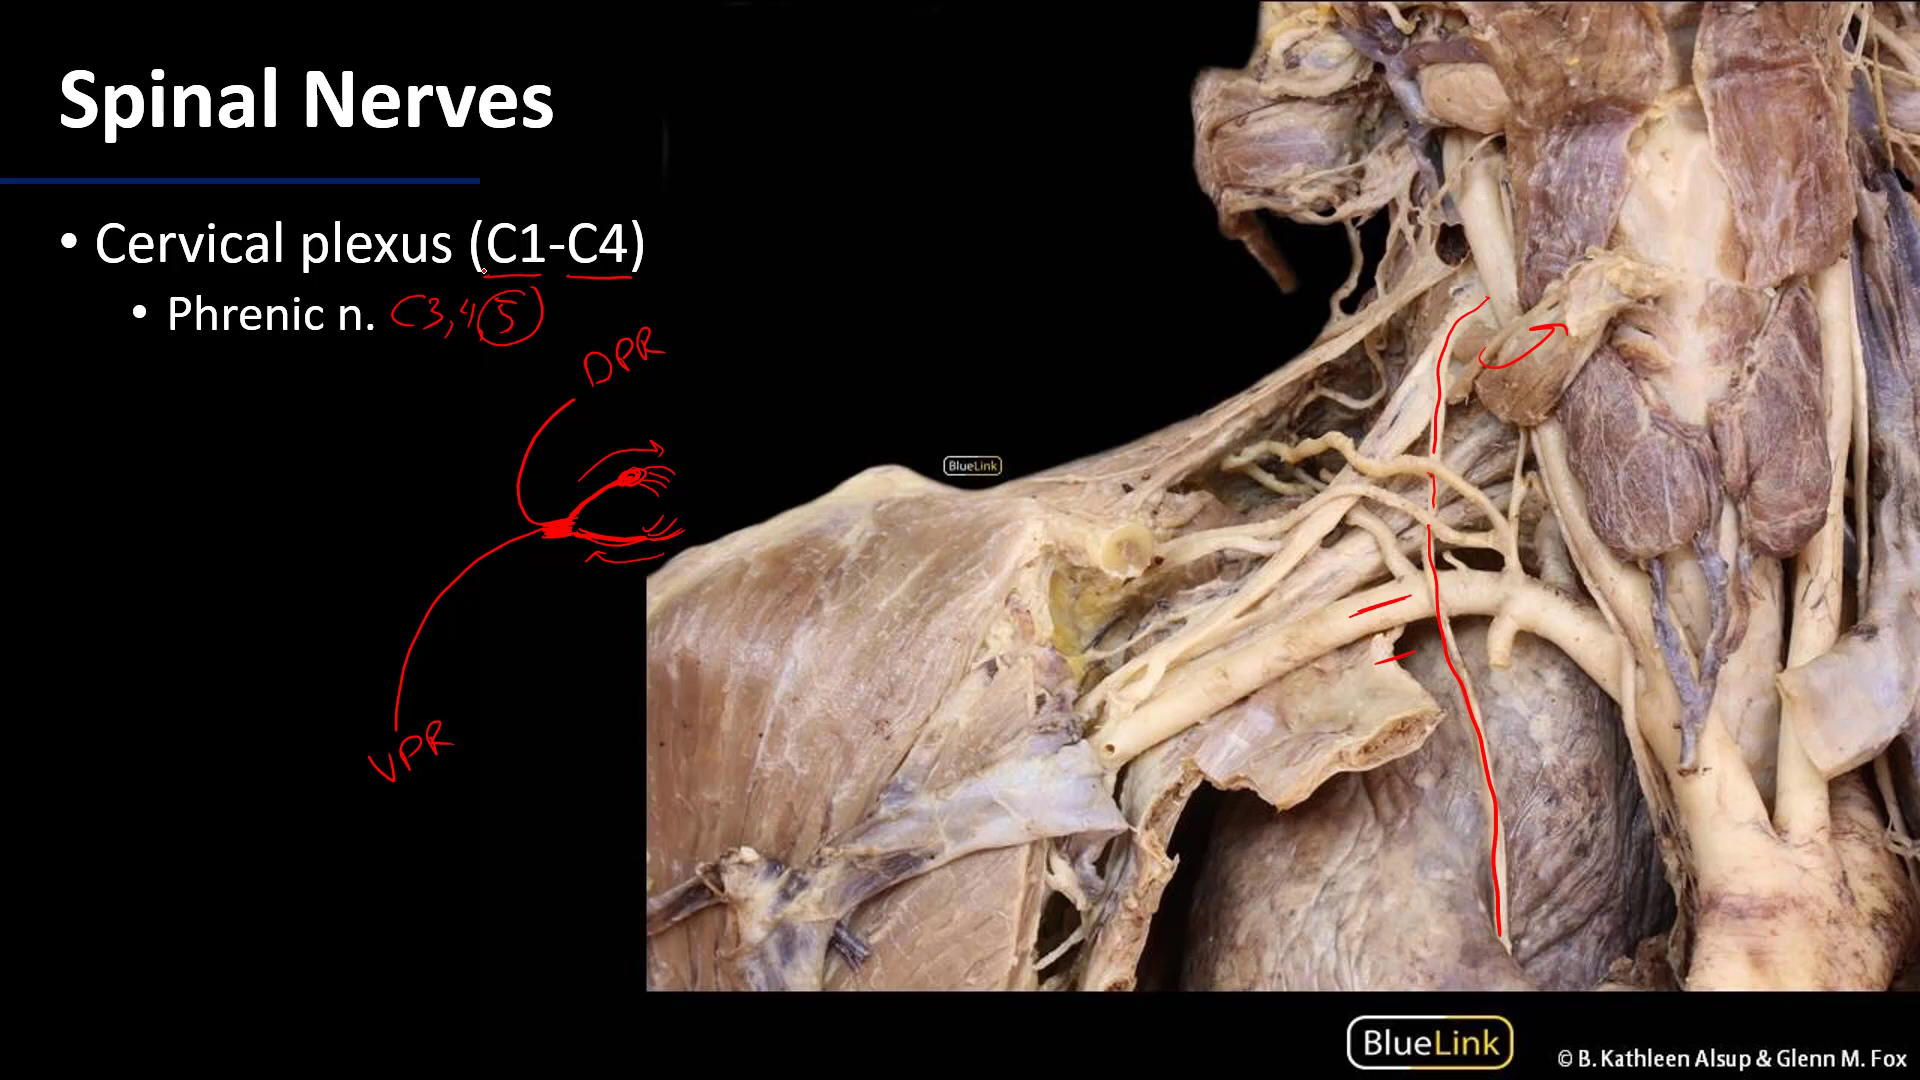 Spinal Nerves
• Cervical plexus (C1-C4)
• Phrenic n. C3,4,5
DPR
BlueLink
VPR
BlueLink
© B. Kathleen Alsup & Glenn M. Fox